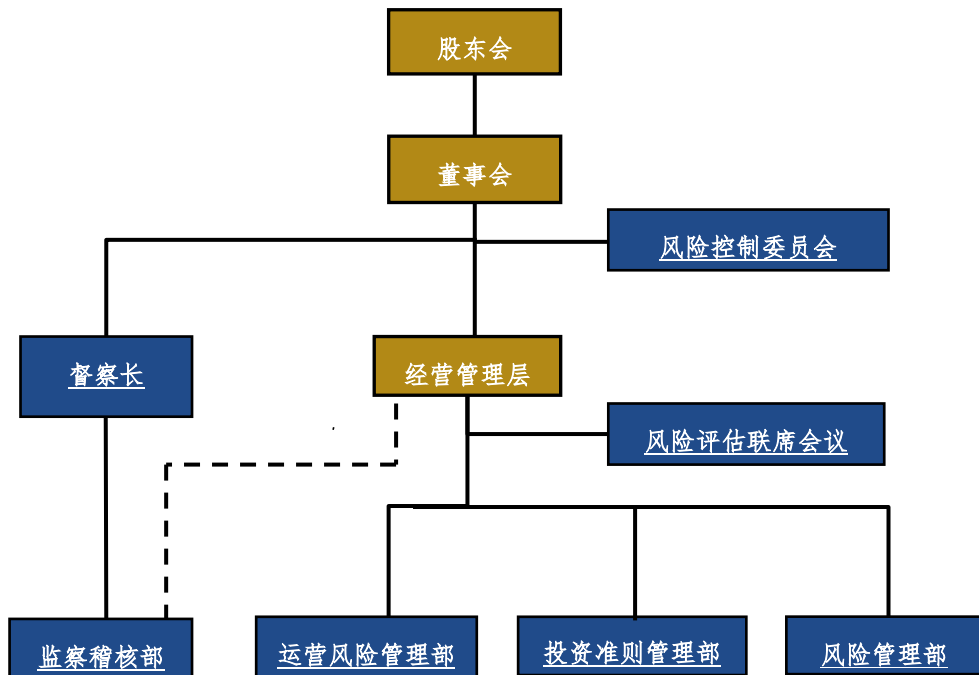 股东会
董事会
风险控制委员会
督察长
经营管理层
风险评估联席会议
监察稽核部
运营风险管理部
投资准则管理部
风险管理部